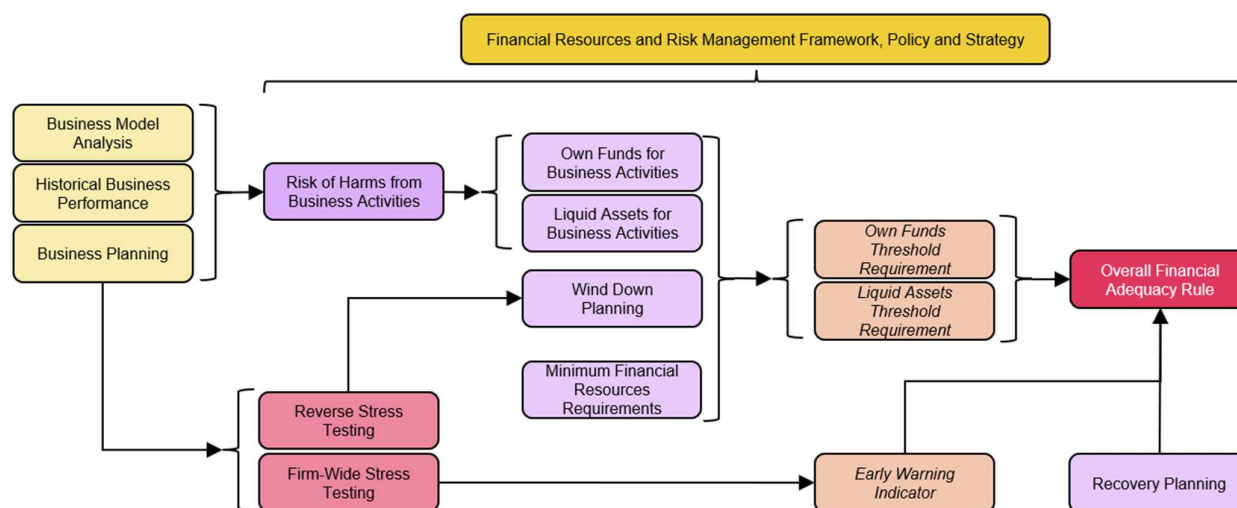 Financial Resources and Risk Management Framework, Policy and Strategy
Business Model
Analysis
Historical Business
Performance
Business Planning
Risk of Harms from
Business Activities
Own Funds for
Business Activities
Liquid Assets for
Business Activities
Wind Down
Planning
Minimum Financial
Resources
Requirements
Own Funds
Threshold
Requirement
Liquid Assets
Threshold
Requirement
Overall Financial
Adequacy Rule
Reverse Stress
Testing
Firm-Wide Stress
Testing
Early Warning
Indicator
Recovery Planning